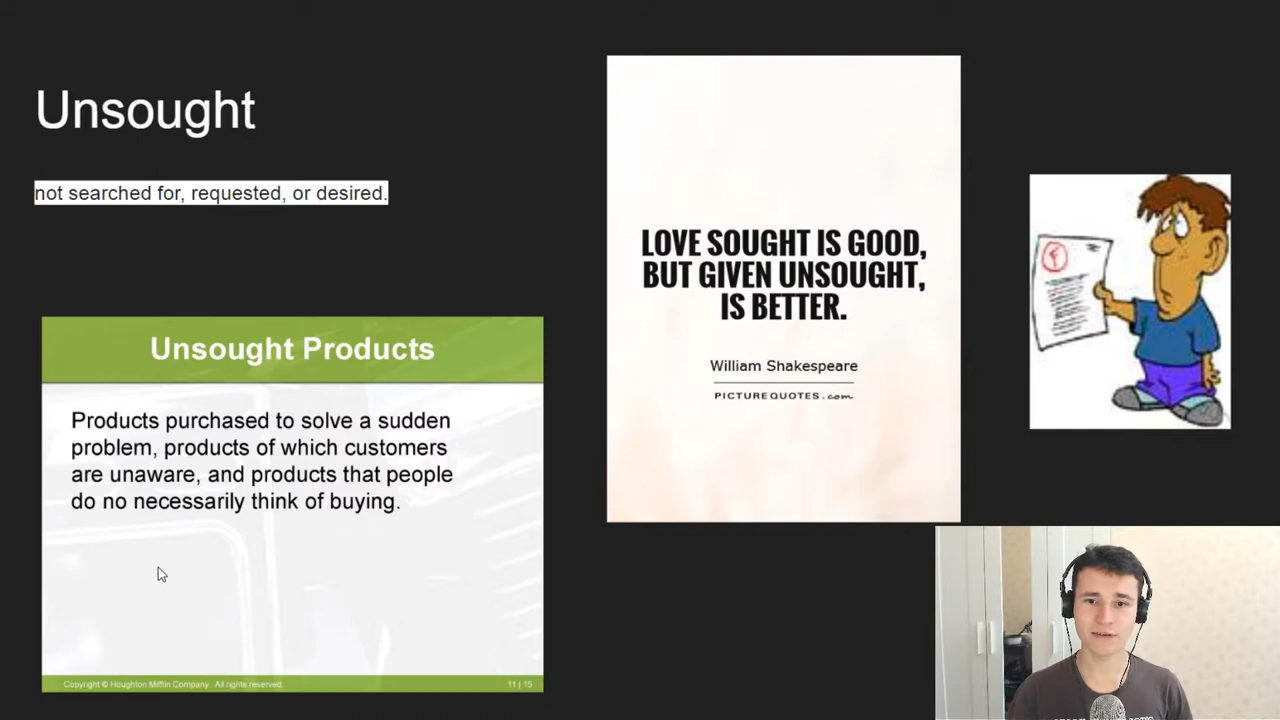 Unsought
not searched for, requested, or desired.
Unsought Products
Products purchased to solve a sudden
problem, products of which customers
are unaware, and products that people
do no necessarily think of buying.
Copyright © Houghton Mifflin Company. All rights reserved.
11 | 15
LOVE SOUGHT IS GOOD,
BUT GIVEN UNSOUGHT,
IS BETTER.
William Shakespeare
PICTUREQUOTES.com
F